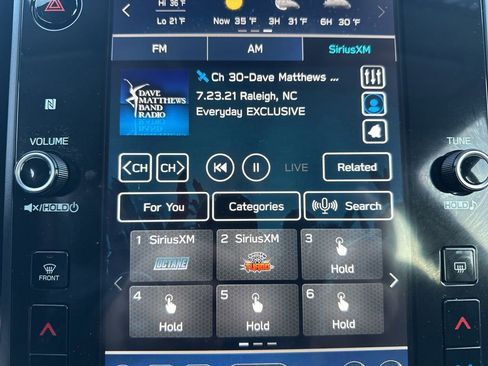 Hi 36°F
Lo 21°F
Now 35°F 3H 31°F 6H 30°F
FM AM SiriusXM
DAVE
MATTHEWS
BAND
RADIO
Ch 30-Dave Matthews ...
7.23.21 Raleigh, NC
Everyday EXCLUSIVE
VOLUME
TUNE
<CH CH> LIVE Related
HOLD
HOLD
For You Categories Search
1 SiriusXM
OCTANE
2 SiriusXM
TURBO
3
Hold
FRONT
4
Hold
5
Hold
6
Hold